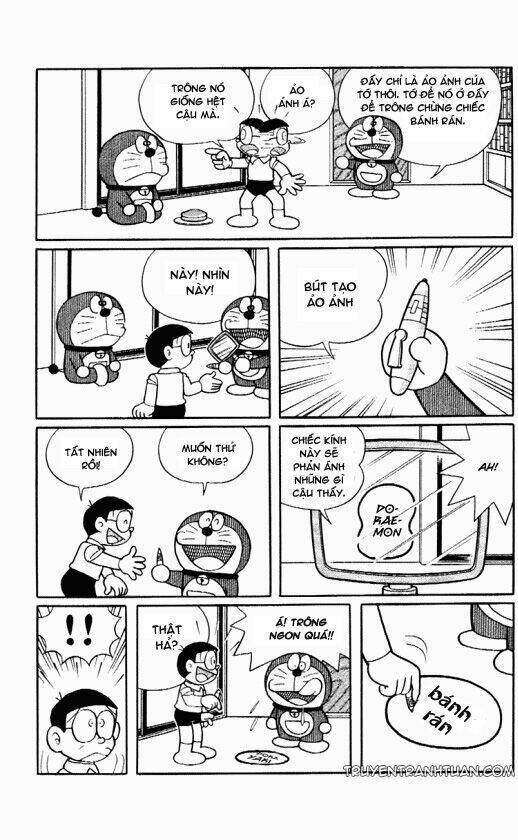 ĐẤY CHỈ LÀ ẢO ẢNH CỦA
TỚ THÔI. TỚ ĐỂ NÓ Ở ĐẤY
ĐỂ TRÔNG CHỪNG CHIẾC
BÁNH RÁN.
ẢO
ẢNH Á?
TRÔNG NÓ
GIỐNG HỆT
CẬU MÀ.
BÚT TẠO
ẢO ẢNH
NÀY! NHÌN
NÀY!
AH!
CHIẾC KÍNH
NÀY SẼ
PHẢN ÁNH
NHỮNG GÌ
CẬU THẤY.
DO-
RAE-
MON
MUỐN THỬ
KHÔNG?
TẤT NHIÊN
RỒI!
bánh
rán
Á! TRÔNG
NGON QUÁ!!
THẬT
HẢ?
!!
TRUYENTRANHTUAN.COM